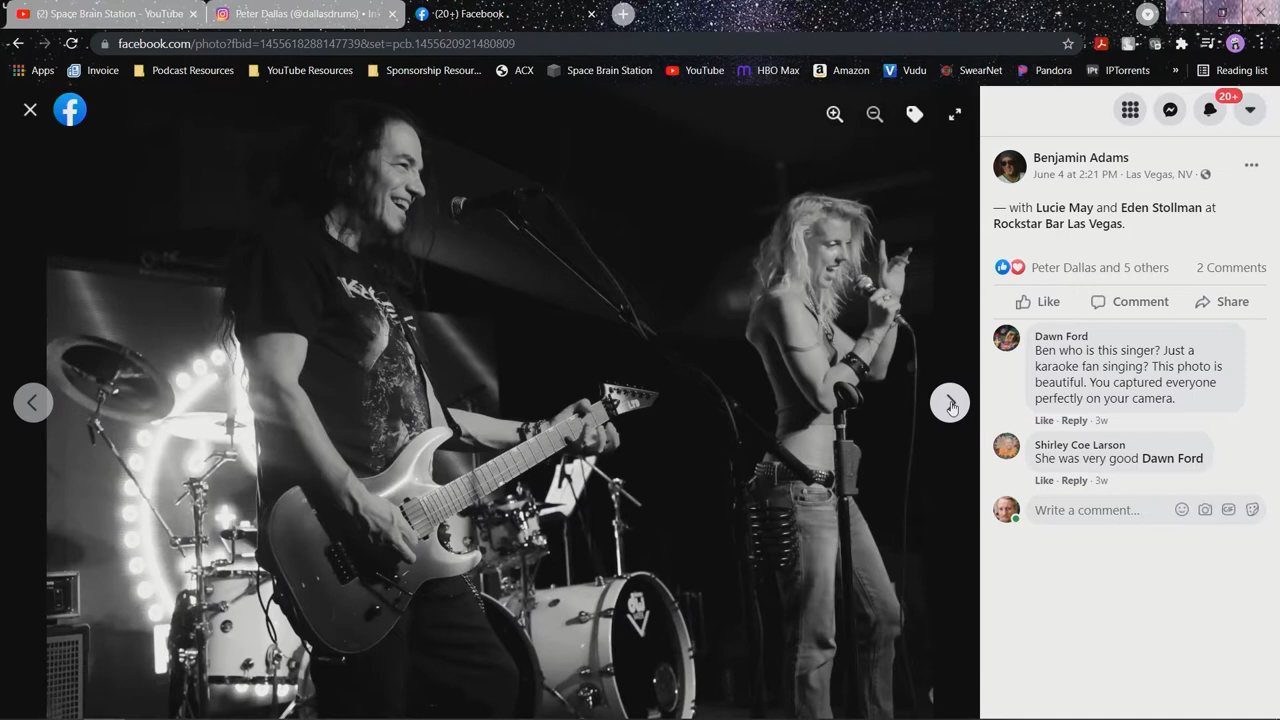 (2) Space Brain Station - YouTube
Peter Dallas (@dallasdrums) • In
(20+) Facebook
facebook.com/photo?fbid=1455618288147739&set=pcb.1455620921480809
Apps Invoice Podcast Resources YouTube Resources Sponsorship Resour... ACX Space Brain Station YouTube HBO Max Amazon Vudu SwearNet Pandora IPTorrents » Reading list
20+
Benjamin Adams
June 4 at 2:21 PM · Las Vegas, NV ·
— with Lucie May and Eden Stollman at
Rockstar Bar Las Vegas.
Peter Dallas and 5 others 2 Comments
Like Comment Share
Dawn Ford
Ben who is this singer? Just a
karaoke fan singing? This photo is
beautiful. You captured everyone
perfectly on your camera.
Like · Reply · 3w
Shirley Coe Larson
She was very good Dawn Ford
Like · Reply · 3w
Write a comment...